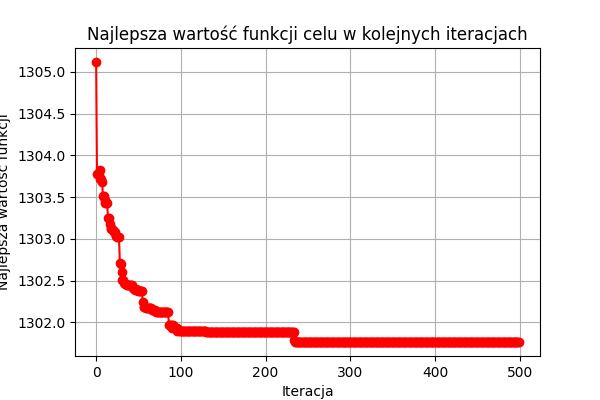 Najlepsza wartość funkcji celu w kolejnych iteracjach
1305.0
1304.5
1304.0
1303.5
1303.0
1302.5
1302.0
Najlepsza wartość funkcji
0 100 200 300 400 500
Iteracja